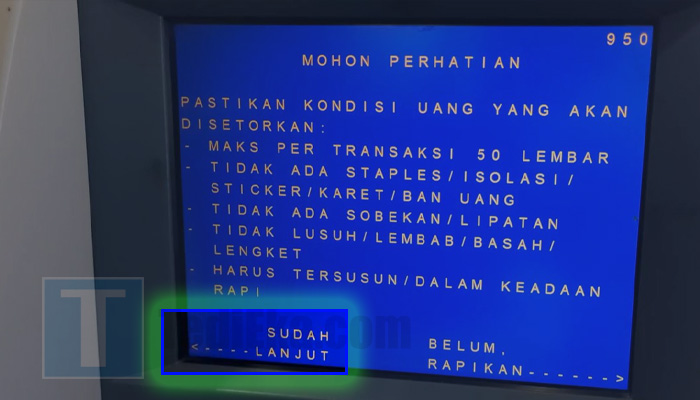 950
MOHON PERHATIAN
PASTIKAN KONDISI UANG YANG AKAN
DISETORKAN:
- MAKS PER TRANSAKSI 50 LEMBAR
- TIDAK ADA STAPLES/ISOLASI/
STICKER/KARET/BAN UANG
- TIDAK ADA SOBEKAN/LIPATAN
- TIDAK LUSUH/LEMBAB/BASAH/
LENGKET
- HARUS TERSUSUN/DALAM KEADAAN
RAPI
T
SUDAH
<----LANJUT
BELUM,
RAPIKAN------>